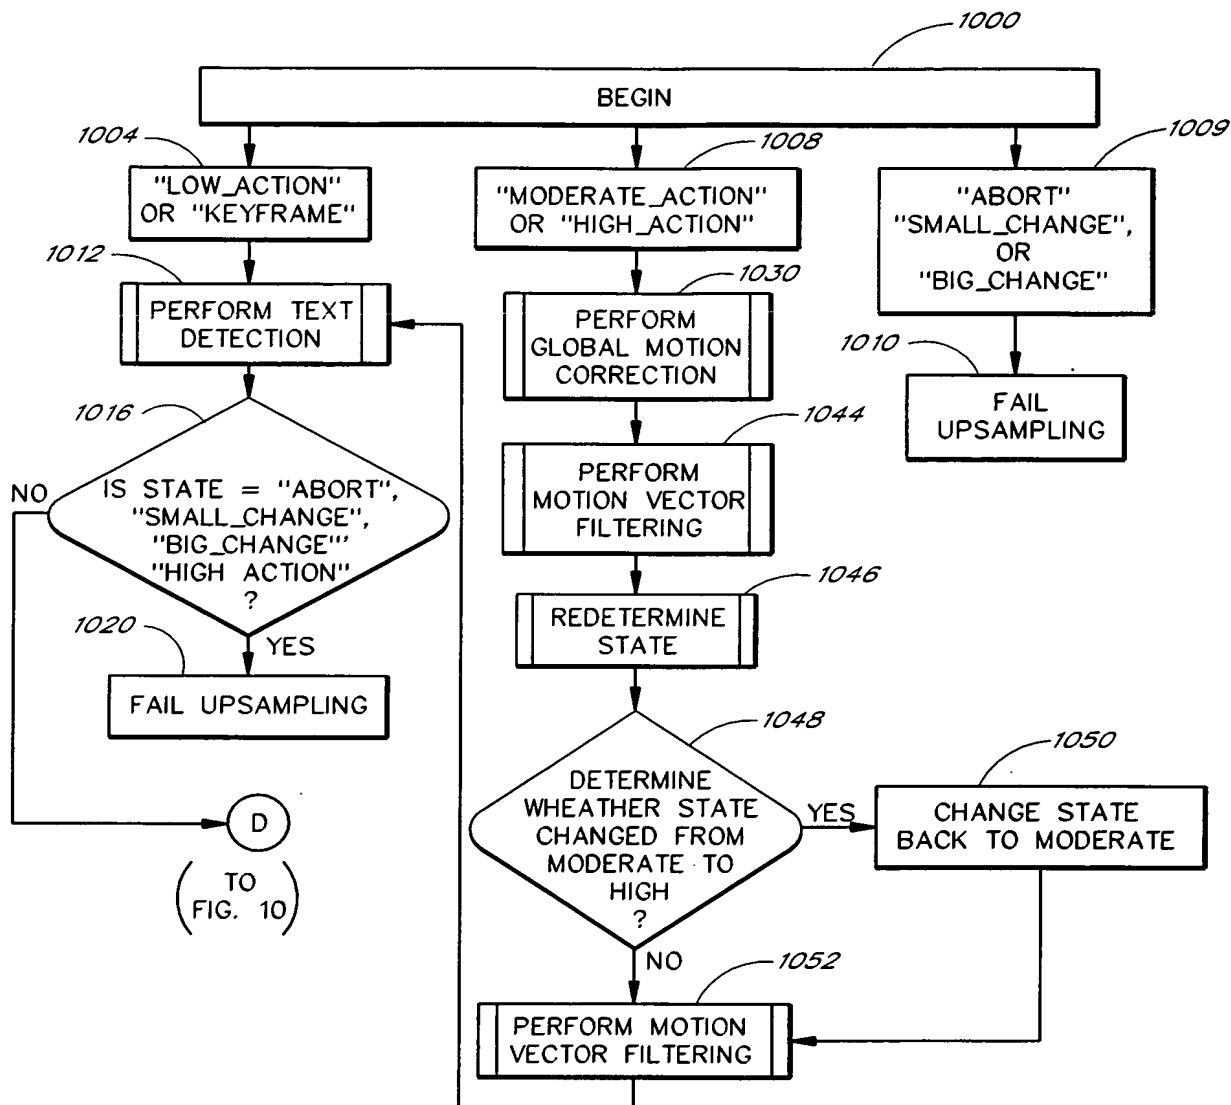 1000
BEGIN
1004
"LOW_ACTION"
OR "KEYFRAME"
1008
"MODERATE_ACTION"
OR "HIGH_ACTION"
1009
"ABORT"
"SMALL_CHANGE",
OR
"BIG_CHANGE"
1012
PERFORM TEXT
DETECTION
1030
PERFORM
GLOBAL MOTION
CORRECTION
1010
FAIL
UPSAMPLING
1016
NO
IS STATE = "ABORT",
"SMALL_CHANGE",
"BIG_CHANGE'"
"HIGH ACTION"
?
YES
1044
PERFORM
MOTION VECTOR
FILTERING
1046
REDETERMINE
STATE
1020
FAIL UPSAMPLING
1048
DETERMINE
WHEATHER STATE
CHANGED FROM
MODERATE TO
HIGH
?
YES
NO
1050
CHANGE STATE
BACK TO MODERATE
D
(TO
FIG. 10)
1052
PERFORM MOTION
VECTOR FILTERING